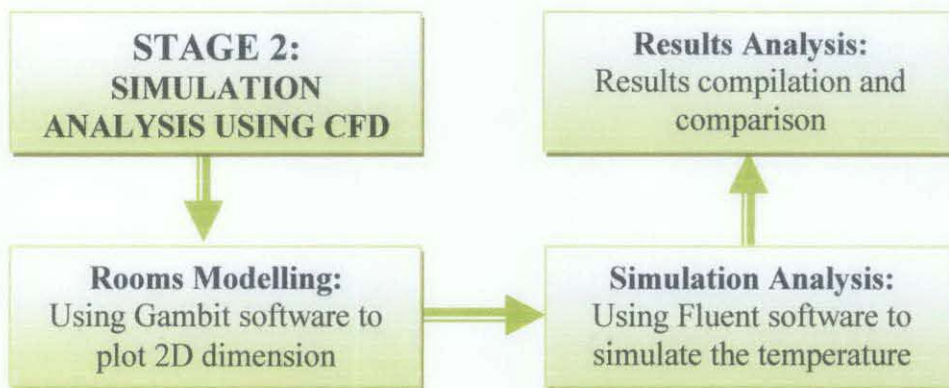 STAGE 2:
SIMULATION
ANALYSIS USING CFD
Rooms Modelling:
Using Gambit software to
plot 2D dimension
Simulation Analysis:
Using Fluent software to
simulate the temperature
Results Analysis:
Results compilation and
comparison